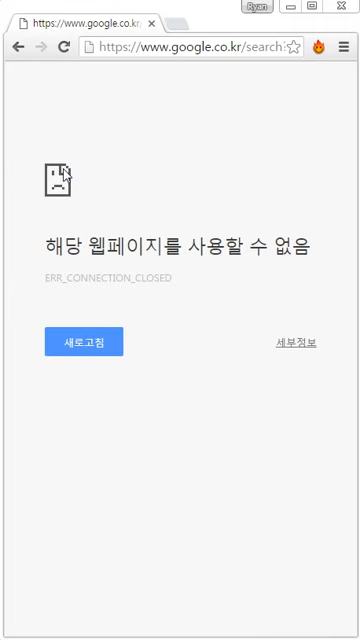 Ryan
https://www.google.co.kr/
https://www.google.co.kr/search?
해당 웹페이지를 사용할 수 없음
ERR_CONNECTION_CLOSED
새로고침
세부정보